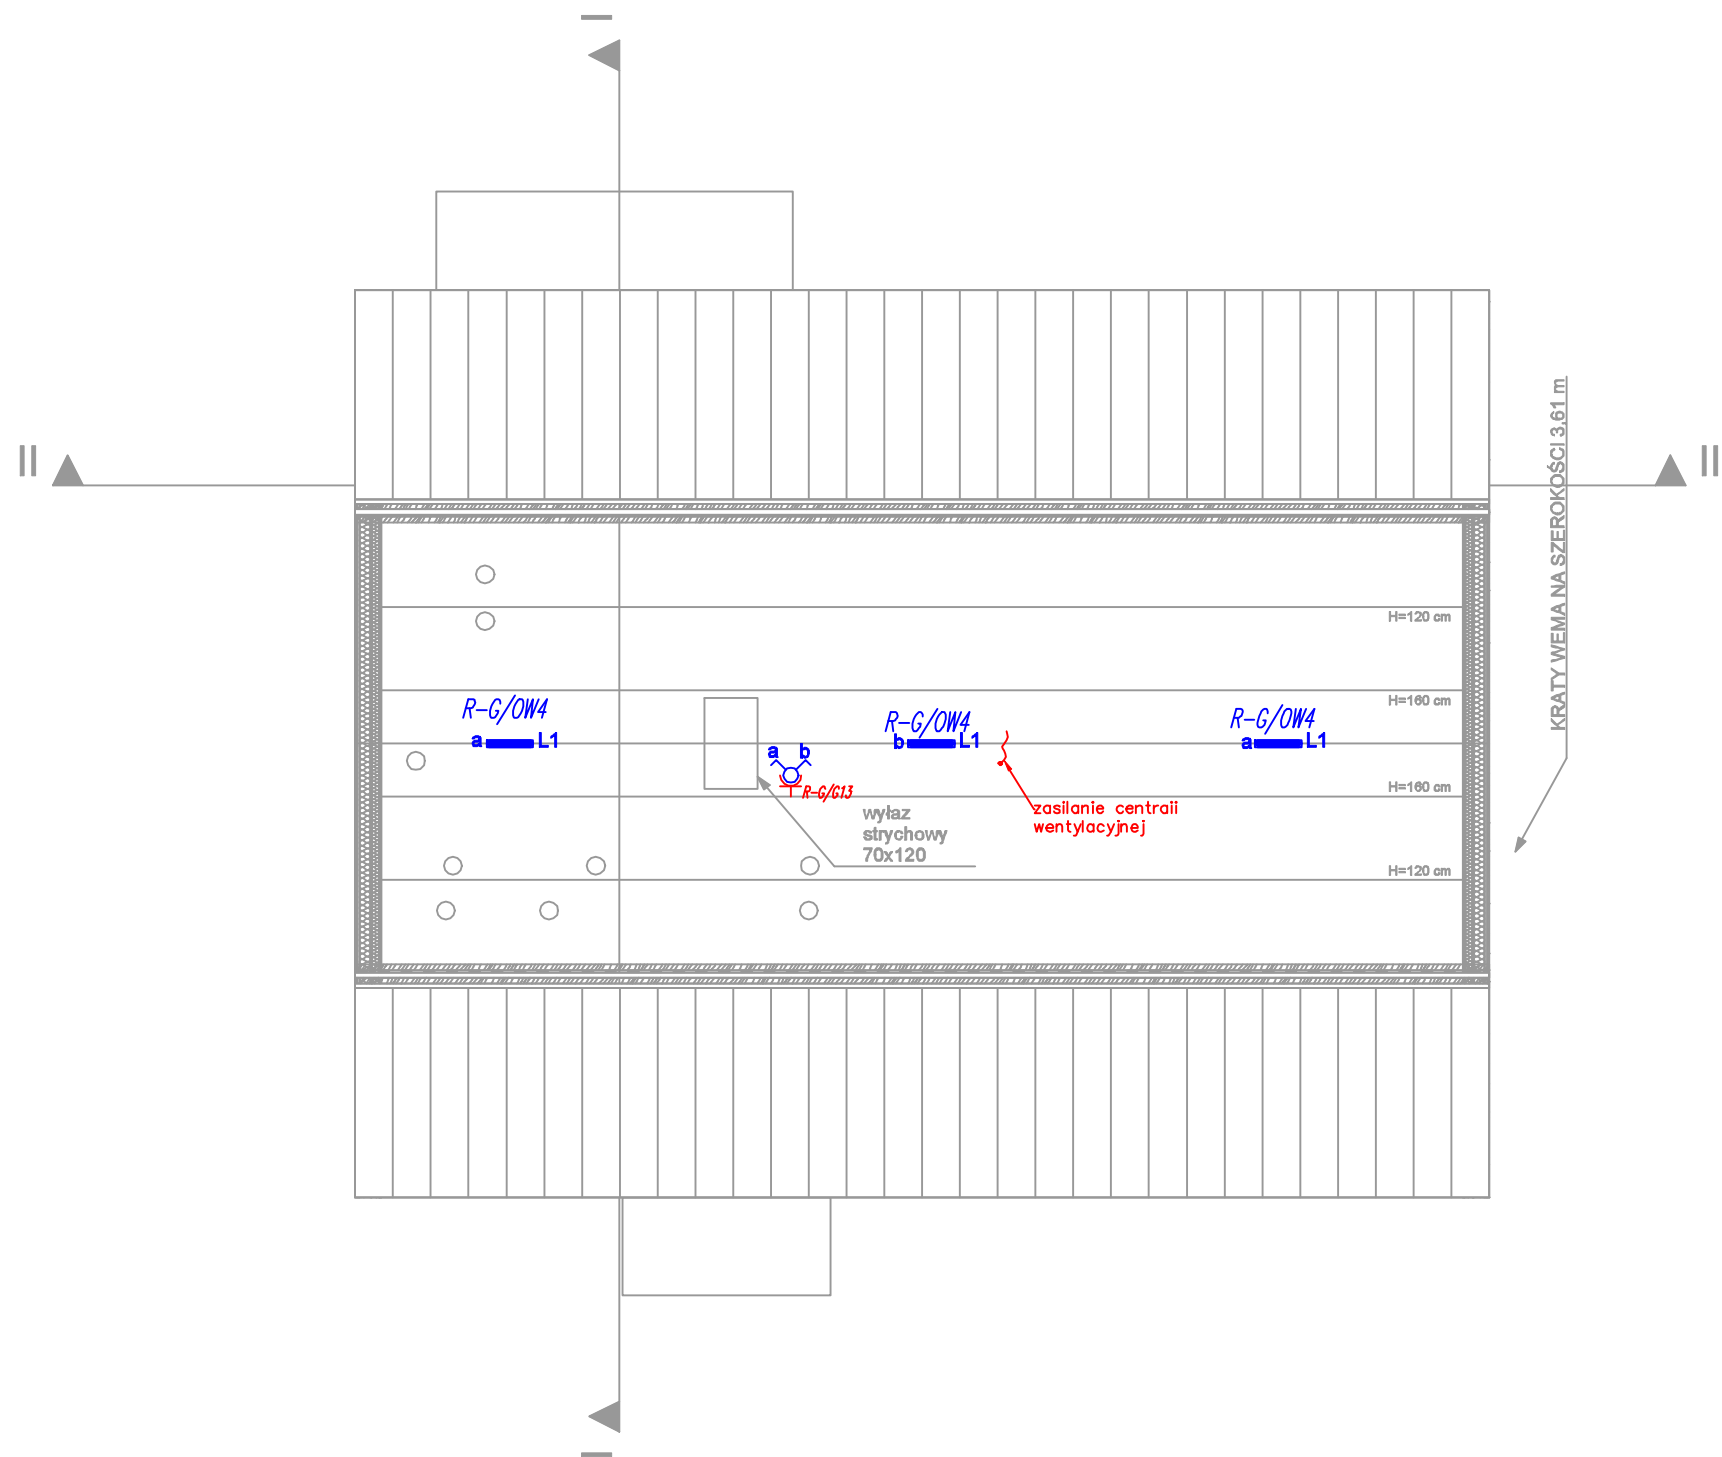 I
II
II
KRATY WEMA NA SZEROKOŚCI 3,61 m
H=120 cm
H=160 cm
R-G/OW4
a L1
R-G/OW4
b L1
R-G/OW4
a L1
a b
R-G/G13
H=160 cm
zasilanie centraii
wentylacyjnej
wyłaz
strychowy
70x120
H=120 cm
I